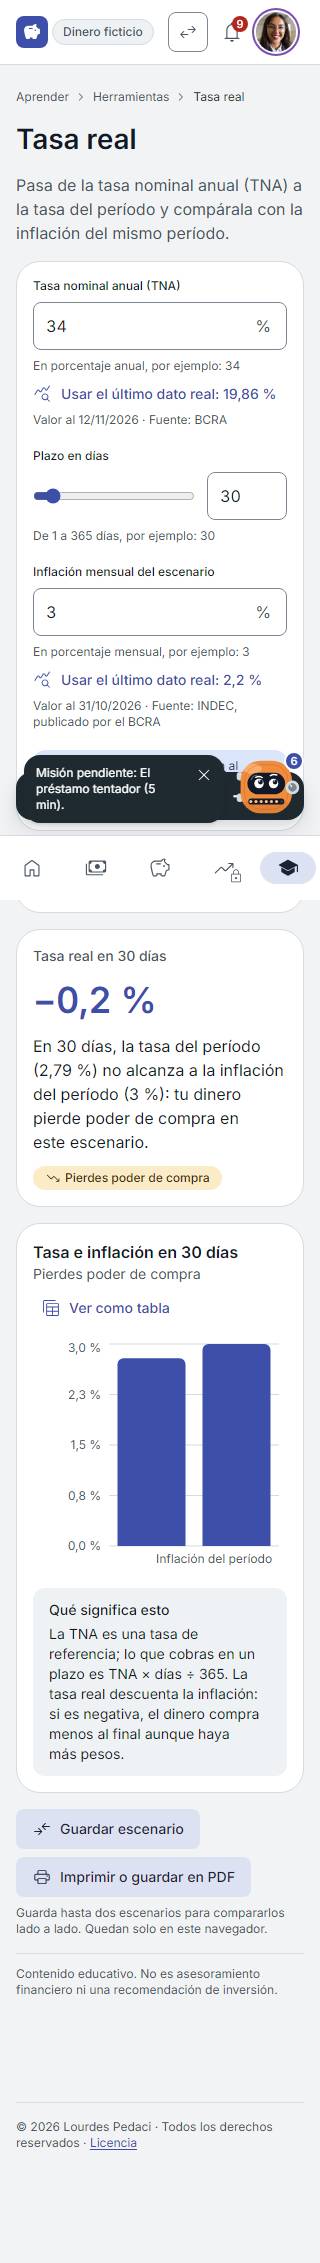 Dinero ficticio
9
Aprender > Herramientas > Tasa real
Tasa real
Pasa de la tasa nominal anual (TNA) a
la tasa del período y compárala con la
inflación del mismo período.
Tasa nominal anual (TNA)
34 %
En porcentaje anual, por ejemplo: 34
Usar el último dato real: 19,86 %
Valor al 12/11/2026 · Fuente: BCRA
Plazo en días
30
De 1 a 365 días, por ejemplo: 30
Inflación mensual del escenario
3 %
En porcentaje mensual, por ejemplo: 3
Usar el último dato real: 2,2 %
Valor al 31/10/2026 · Fuente: INDEC,
publicado por el BCRA
al
6
Misión pendiente: El
préstamo tentador (5
min).
Tasa real en 30 días
−0,2 %
En 30 días, la tasa del período
(2,79 %) no alcanza a la inflación
del período (3 %): tu dinero
pierde poder de compra en
este escenario.
Pierdes poder de compra
Tasa e inflación en 30 días
Pierdes poder de compra
Ver como tabla
3,0 %
2,3 %
1,5 %
0,8 %
0,0 %
Inflación del período
Qué significa esto
La TNA es una tasa de
referencia; lo que cobras en un
plazo es TNA × días ÷ 365. La
tasa real descuenta la inflación:
si es negativa, el dinero compra
menos al final aunque haya
más pesos.
Guardar escenario
Imprimir o guardar en PDF
Guarda hasta dos escenarios para compararlos
lado a lado. Quedan solo en este navegador.
Contenido educativo. No es asesoramiento
financiero ni una recomendación de inversión.
© 2026 Lourdes Pedaci · Todos los derechos
reservados · Licencia